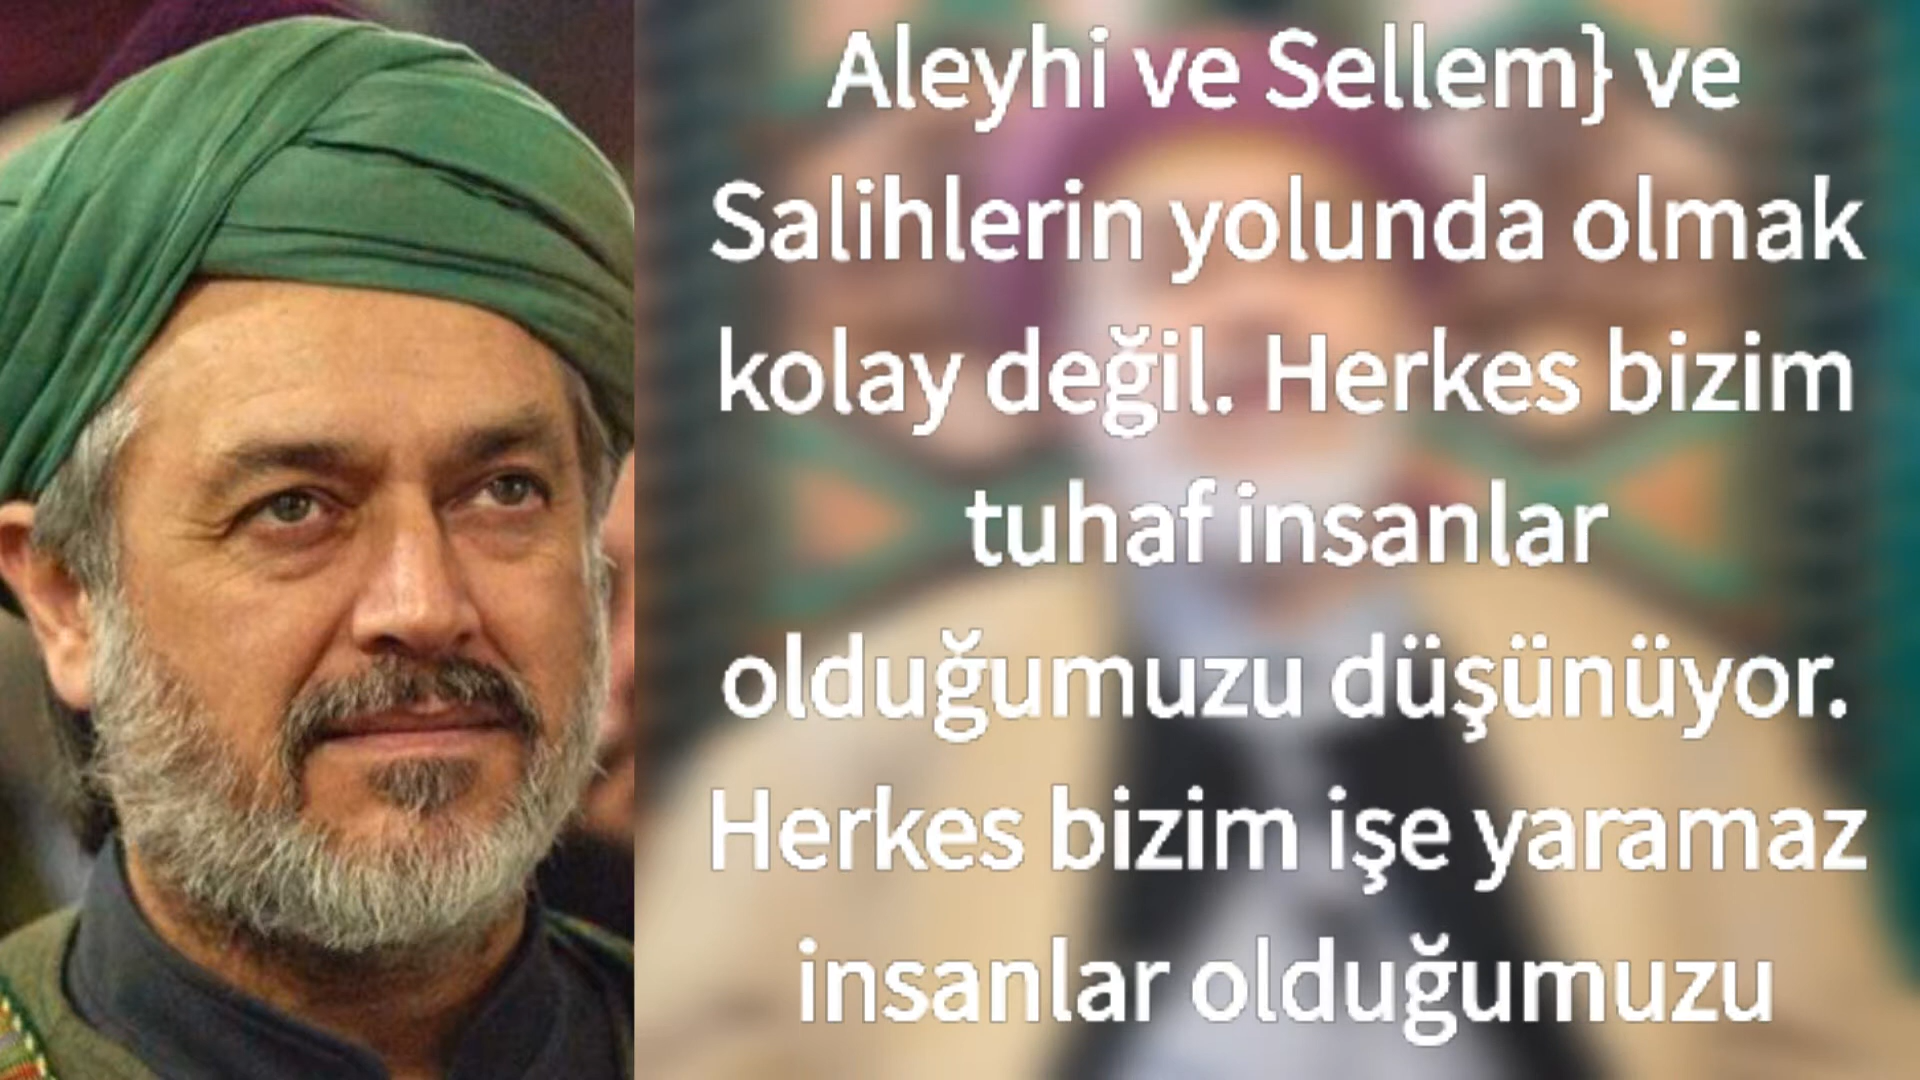 Aleyhi ve Sellem} ve
Salihlerin yolunda olmak
kolay değil. Herkes bizim
tuhaf insanlar
olduğumuzu düşünüyor.
Herkes bizim işe yaramaz
insanlar olduğumuzu